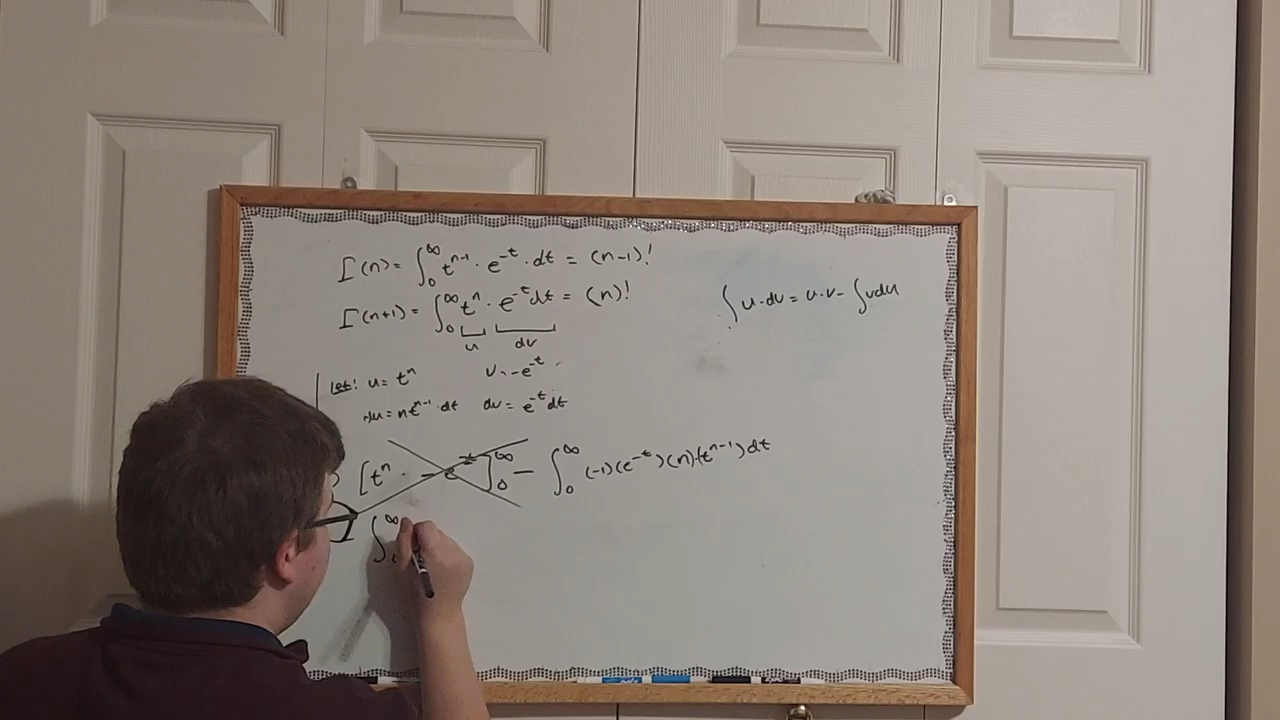 Γ(n) = ∫₀^∞ t^(n-1) · e^(-t) · dt = (n-1)!
Γ(n+1) = ∫₀^∞ t^n · e^(-t) dt = (n)!
u dv
∫ u·dv = u·v - ∫ v du
Let: u = t^n v = -e^(-t)
du = nt^(n-1) · dt dv = e^(-t) dt
[t^n · -e^(-t)]₀^∞ - ∫₀^∞ (-1)(e^(-t))(n)(t^(n-1)) dt
∫₀^∞